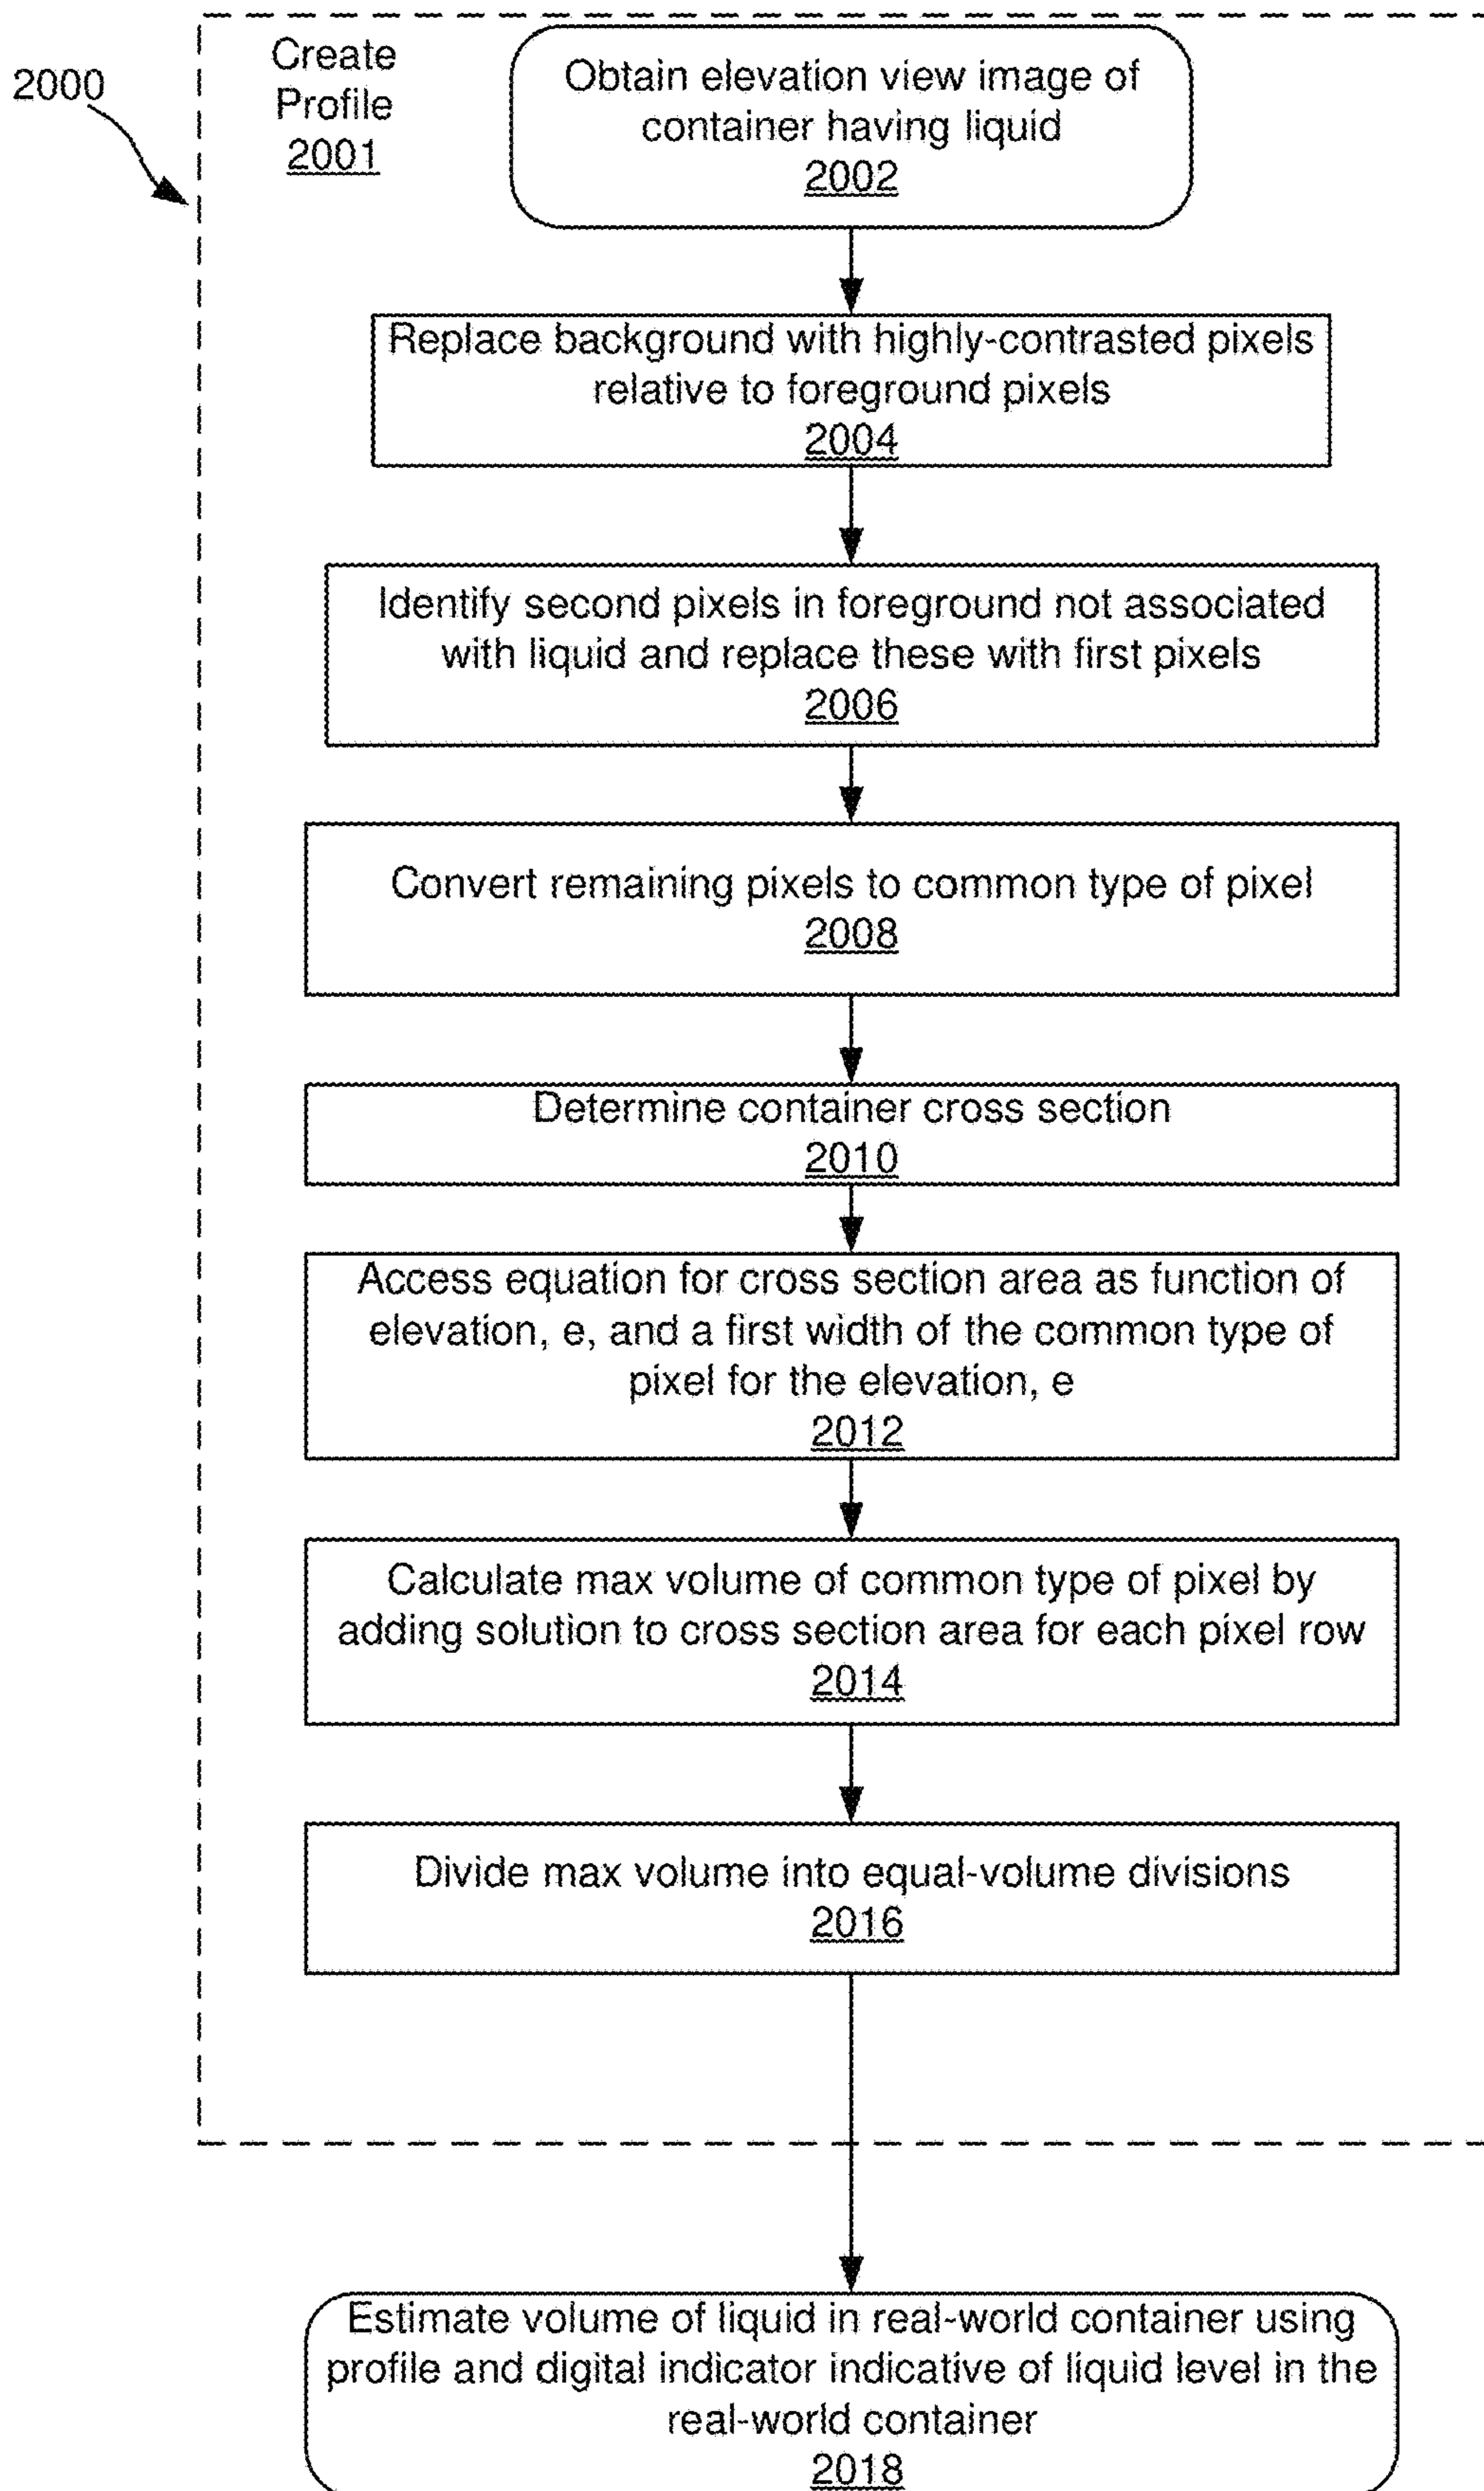 2000
Create
Profile
2001
Obtain elevation view image of
container having liquid
2002
Replace background with highly-contrasted pixels
relative to foreground pixels
2004
Identify second pixels in foreground not associated
with liquid and replace these with first pixels
2006
Convert remaining pixels to common type of pixel
2008
Determine container cross section
2010
Access equation for cross section area as function of
elevation, e, and a first width of the common type of
pixel for the elevation, e
2012
Calculate max volume of common type of pixel by
adding solution to cross section area for each pixel row
2014
Divide max volume into equal-volume divisions
2016
Estimate volume of liquid in real-world container using
profile and digital indicator indicative of liquid level in the
real-world container
2018